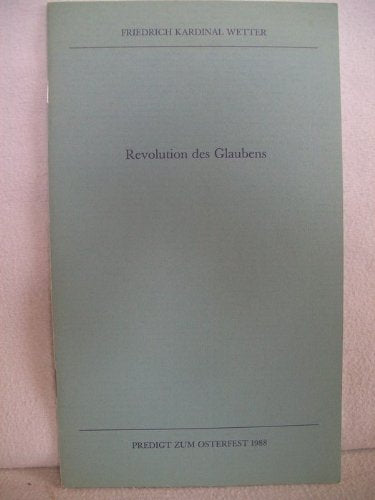 FRIEDRICH KARDINAL WETTER
Revolution des Glaubens
PREDIGT ZUM OSTERFEST 1988